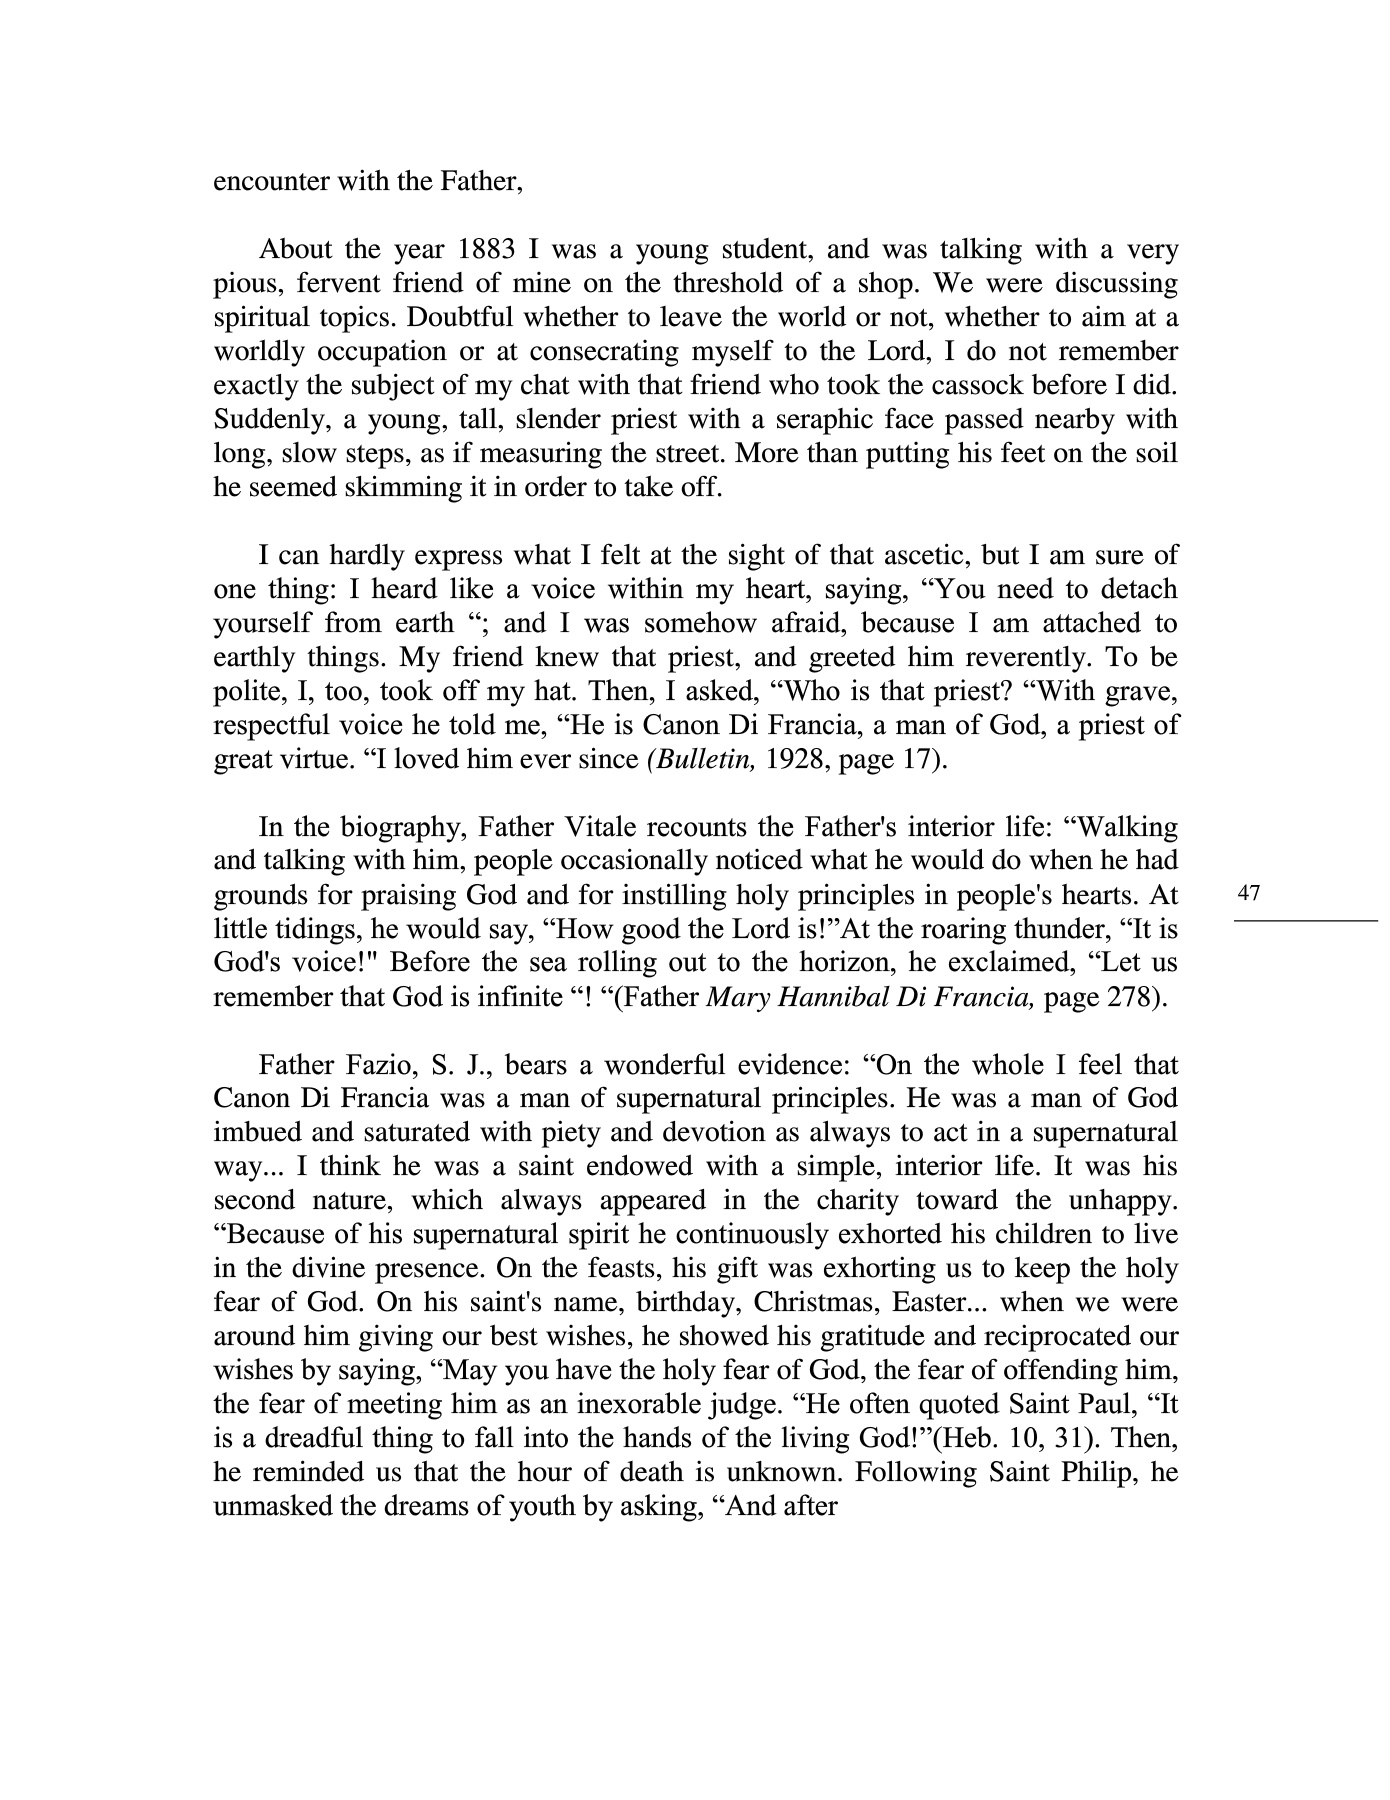 encounter with the Father,
About the year 1883 I was a young student, and was talking with a very
pious, fervent friend of mine on the threshold of a shop. We were discussing
spiritual topics. Doubtful whether to leave the world or not, whether to aim at a
worldly occupation or at consecrating myself to the Lord, I do not remember
exactly the subject of my chat with that friend who took the cassock before I did.
Suddenly, a young, tall, slender priest with a seraphic face passed nearby with
long, slow steps, as if measuring the street. More than putting his feet on the soil
he seemed skimming it in order to take off.
I can hardly express what I felt at the sight of that ascetic, but I am sure of
one thing: I heard like a voice within my heart, saying, “You need to detach
yourself from earth “; and I was somehow afraid, because I am attached to
earthly things. My friend knew that priest, and greeted him reverently. To be
polite, I, too, took off my hat. Then, I asked, “Who is that priest? “With grave,
respectful voice he told me, “He is Canon Di Francia, a man of God, a priest of
great virtue. “I loved him ever since (Bulletin, 1928, page 17).
In the biography, Father Vitale recounts the Father's interior life: “Walking
and talking with him, people occasionally noticed what he would do when he had
grounds for praising God and for instilling holy principles in people's hearts. At
little tidings, he would say, “How good the Lord is!”At the roaring thunder, “It is
God's voice!" Before the sea rolling out to the horizon, he exclaimed, “Let us
remember that God is infinite “! “(Father Mary Hannibal Di Francia, page 278).
47
Father Fazio, S. J., bears a wonderful evidence: “On the whole I feel that
Canon Di Francia was a man of supernatural principles. He was a man of God
imbued and saturated with piety and devotion as always to act in a supernatural
way... I think he was a saint endowed with a simple, interior life. It was his
second nature, which always appeared in the charity toward the unhappy.
“Because of his supernatural spirit he continuously exhorted his children to live
in the divine presence. On the feasts, his gift was exhorting us to keep the holy
fear of God. On his saint's name, birthday, Christmas, Easter... when we were
around him giving our best wishes, he showed his gratitude and reciprocated our
wishes by saying, “May you have the holy fear of God, the fear of offending him,
the fear of meeting him as an inexorable judge. “He often quoted Saint Paul, “It
is a dreadful thing to fall into the hands of the living God!”(Heb. 10, 31). Then,
he reminded us that the hour of death is unknown. Following Saint Philip, he
unmasked the dreams of youth by asking, “And after